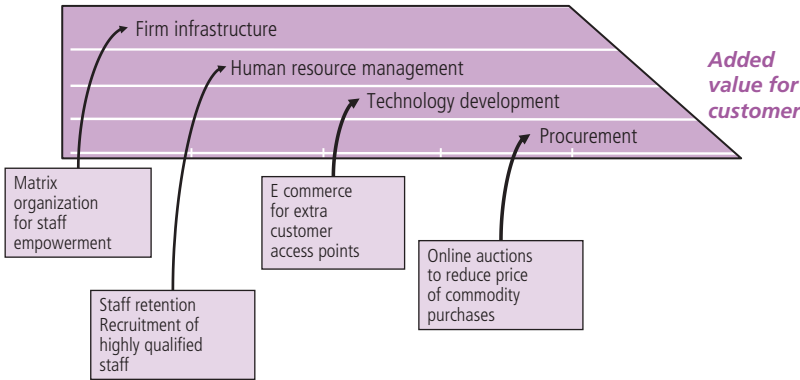 Firm infrastructure
Human resource management
Technology development
Procurement
Added
value for
customer
Matrix
organization
for staff
empowerment
E commerce
for extra
customer
access points
Online auctions
to reduce price
of commodity
purchases
Staff retention
Recruitment of
highly qualified
staff